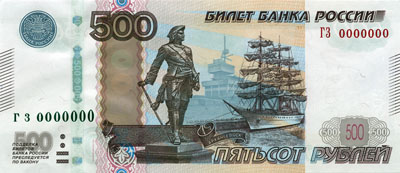 500
БИЛЕТ БАНКА РОССИИ
ГЗ 0000000
ГЗ 0000000
500
ПОДДЕЛКА
БИЛЕТОВ
БАНКА РОССИИ
ПРЕСЛЕДУЕТСЯ
ПО ЗАКОНУ
500
ПЯТЬСОТ РУБЛЕЙ